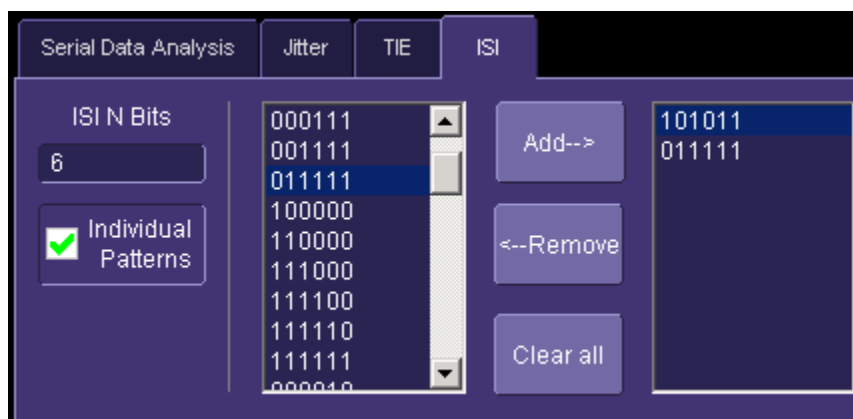 Serial Data Analysis
Jitter
TIE
ISI
ISI N Bits
6
Individual
Patterns
000111
001111
011111
100000
110000
111000
111100
111110
111111
000010
Add-->
<--Remove
Clear all
101011
011111